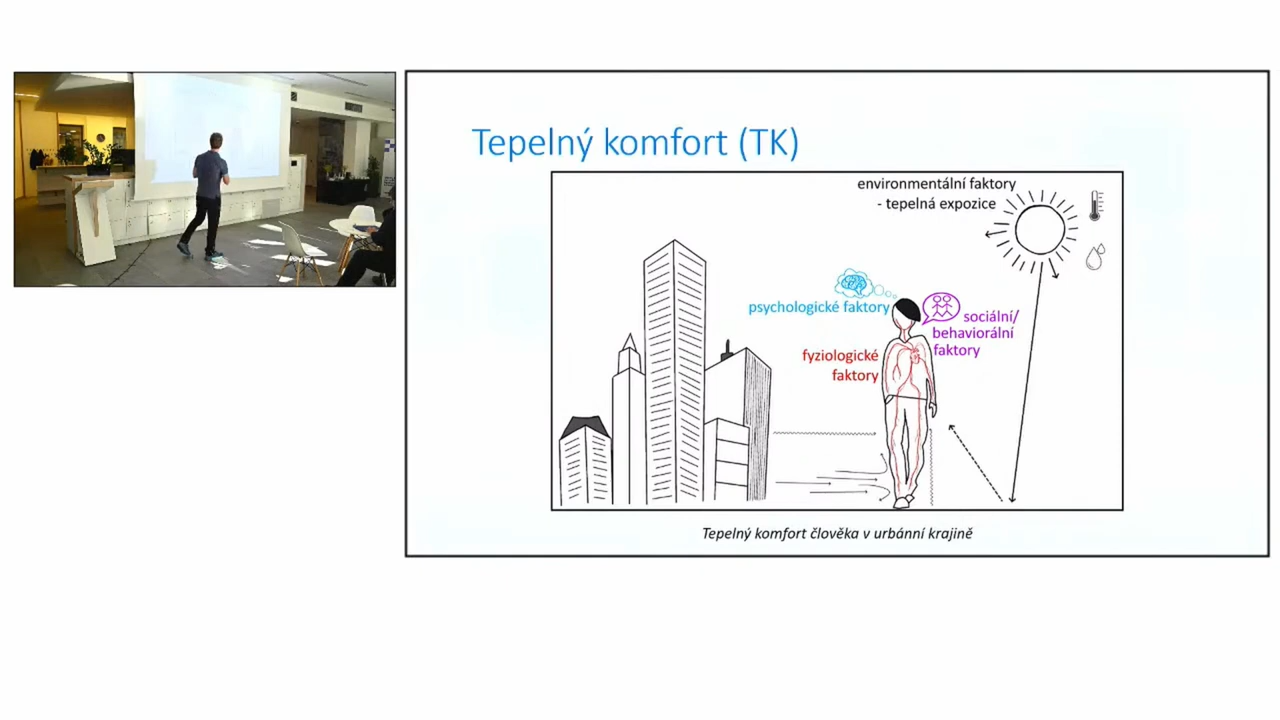 Tepelný komfort (TK)
environmentální faktory
- tepelná expozice
psychologické faktory
sociální/
behaviorální
faktory
fyziologické
faktory
Tepelný komfort člověka v urbánní krajině